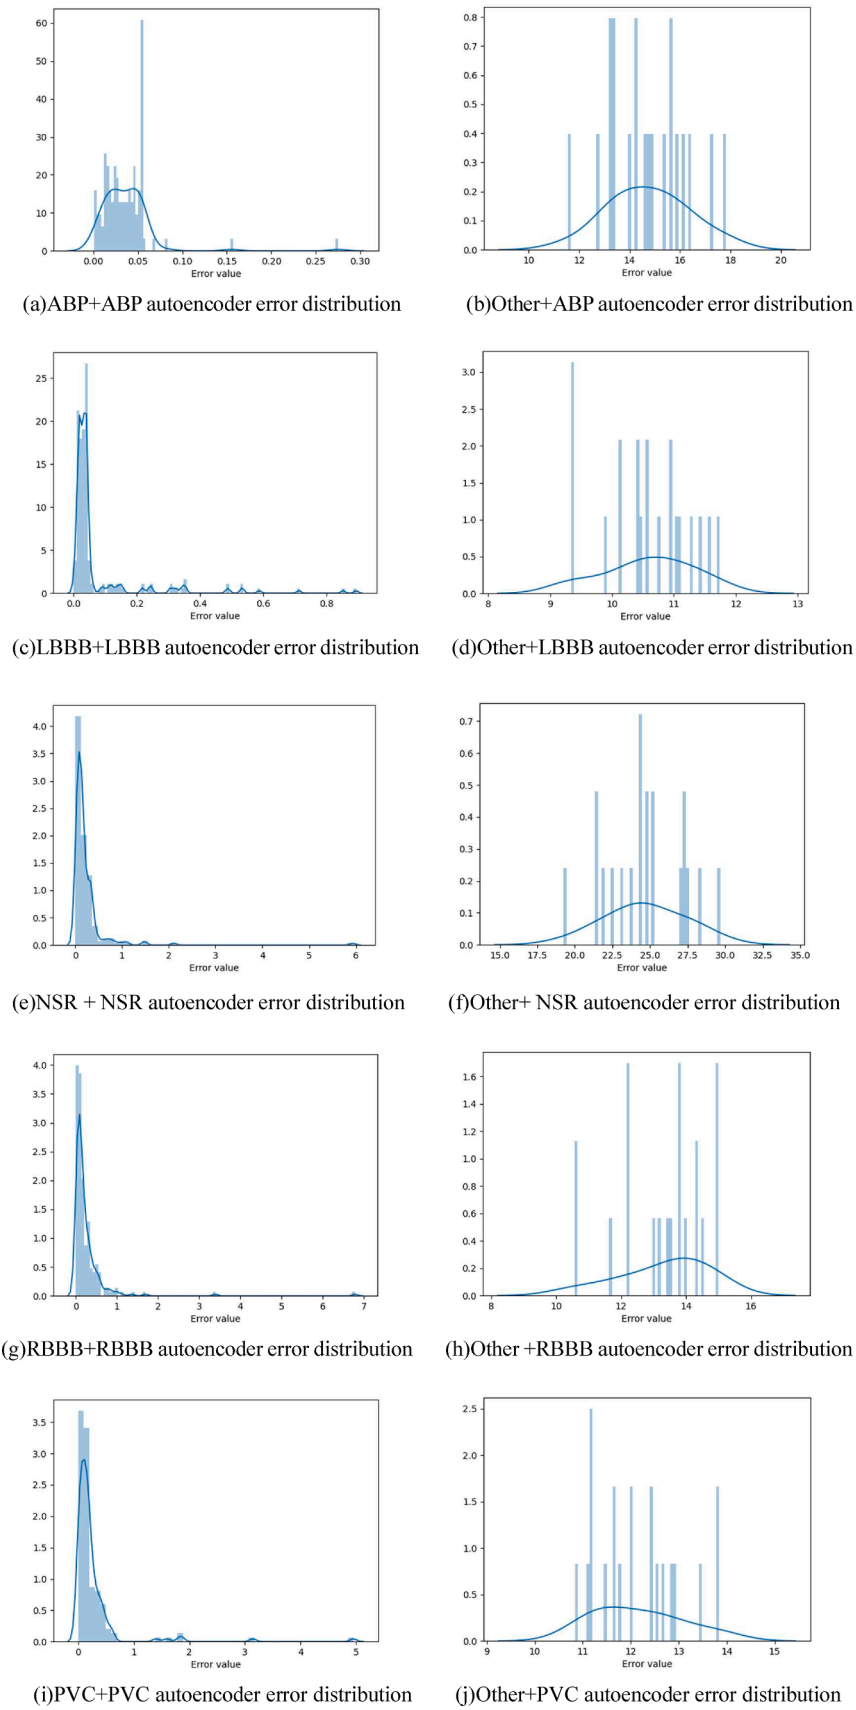 60
50
40
30
20
10
0
0.00 0.05 0.10 0.15 0.20 0.25 0.30
Error value
0.8
0.7
0.6
0.5
0.4
0.3
0.2
0.1
0.0
10 12 14 16 18 20
Error value
(a)ABP+ABP autoencoder error distribution
(b)Other+ABP autoencoder error distribution
25
20
15
10
5
0
0.0 0.2 0.4 0.6 0.8
Error value
3.0
2.5
2.0
1.5
1.0
0.5
0.0
8 9 10 11 12 13
Error value
(c)LBBB+LBBB autoencoder error distribution
(d)Other+LBBB autoencoder error distribution
4.0
3.5
3.0
2.5
2.0
1.5
1.0
0.5
0.0
0 1 2 3 4 5 6
Error value
0.7
0.6
0.5
0.4
0.3
0.2
0.1
0.0
15.0 17.5 20.0 22.5 25.0 27.5 30.0 32.5 35.0
Error value
(e)NSR + NSR autoencoder error distribution
(f)Other+ NSR autoencoder error distribution
4.0
3.5
3.0
2.5
2.0
1.5
1.0
0.5
0.0
0 1 2 3 4 5 6 7
Error value
1.6
1.4
1.2
1.0
0.8
0.6
0.4
0.2
0.0
8 10 12 14 16
Error value
(g)RBBB+RBBB autoencoder error distribution
(h)Other +RBBB autoencoder error distribution
3.5
3.0
2.5
2.0
1.5
1.0
0.5
0.0
0 1 2 3 4 5
Error value
2.5
2.0
1.5
1.0
0.5
0.0
9 10 11 12 13 14 15
Error value
(i)PVC+PVC autoencoder error distribution
(j)Other+PVC autoencoder error distribution